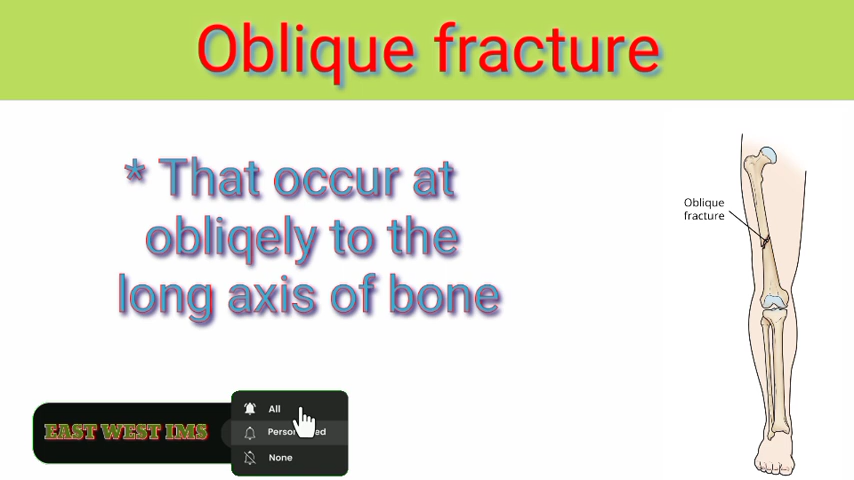 Oblique fracture
* That occur at
obliqely to the
long axis of bone
Oblique
fracture
EAST WEST IMS
All
None